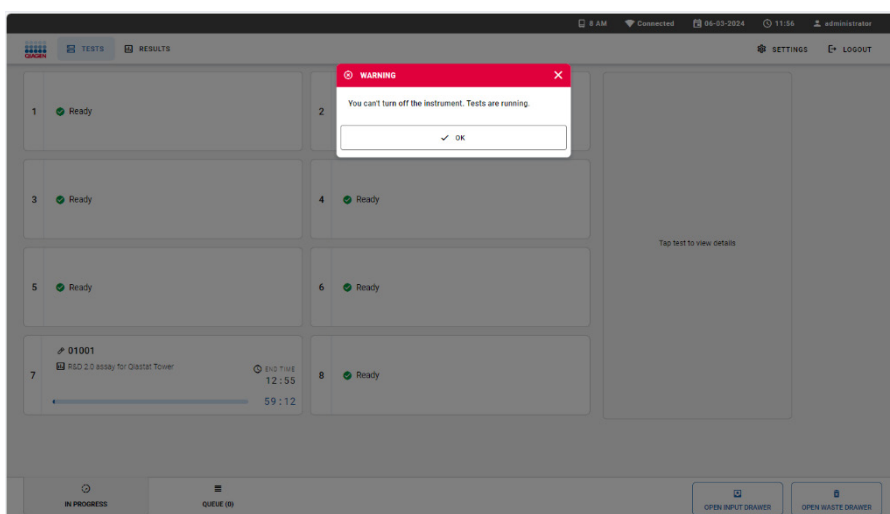 8 AM Connected 06-03-2024 11:56 administrator
QIAGEN TESTS RESULTS SETTINGS LOGOUT
WARNING
You can't turn off the instrument. Tests are running.
OK
1 Ready
2
3 Ready
4 Ready
Tap test to view details
5 Ready
6 Ready
01001
R&D 2.0 assay for Qiastat Tower
END TIME
7
12:55
8 Ready
59:12
IN PROGRESS
QUEUE (0)
OPEN INPUT DRAWER
OPEN WASTE DRAWER